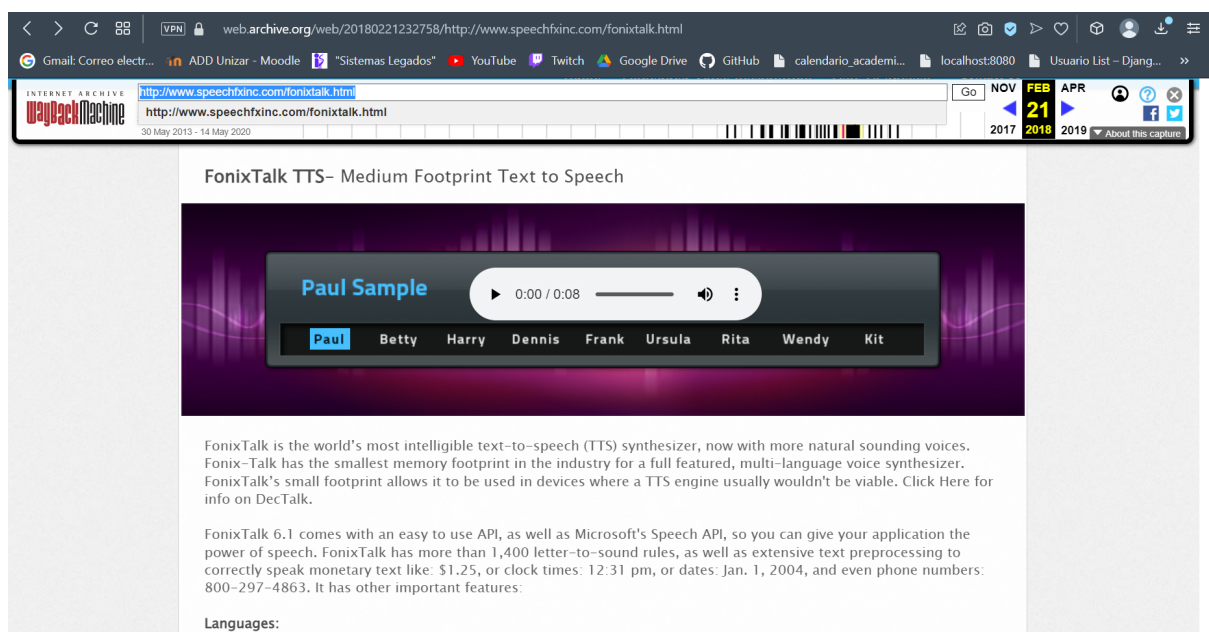 VPN web.archive.org/web/20180221232758/http://www.speechfxinc.com/fonixtalk.html
Gmail: Correo electr... ADD Unizar - Moodle "Sistemas Legados" YouTube Twitch Google Drive GitHub calendario_academi... localhost:8080 Usuario List – Djang... »
INTERNET ARCHIVE
WayBackMachine
http://www.speechfxinc.com/fonixtalk.html
Go
http://www.speechfxinc.com/fonixtalk.html
30 May 2013 - 14 May 2020
NOV FEB APR
21
2017 2018 2019
About this capture
FonixTalk TTS– Medium Footprint Text to Speech
Paul Sample
0:00 / 0:08
Paul Betty Harry Dennis Frank Ursula Rita Wendy Kit
FonixTalk is the world's most intelligible text-to-speech (TTS) synthesizer, now with more natural sounding voices.
Fonix-Talk has the smallest memory footprint in the industry for a full featured, multi-language voice synthesizer.
FonixTalk's small footprint allows it to be used in devices where a TTS engine usually wouldn't be viable. Click Here for
info on DecTalk.
FonixTalk 6.1 comes with an easy to use API, as well as Microsoft's Speech API, so you can give your application the
power of speech. FonixTalk has more than 1,400 letter-to-sound rules, as well as extensive text preprocessing to
correctly speak monetary text like: $1.25, or clock times: 12:31 pm, or dates: Jan. 1, 2004, and even phone numbers:
800-297-4863. It has other important features:
Languages: